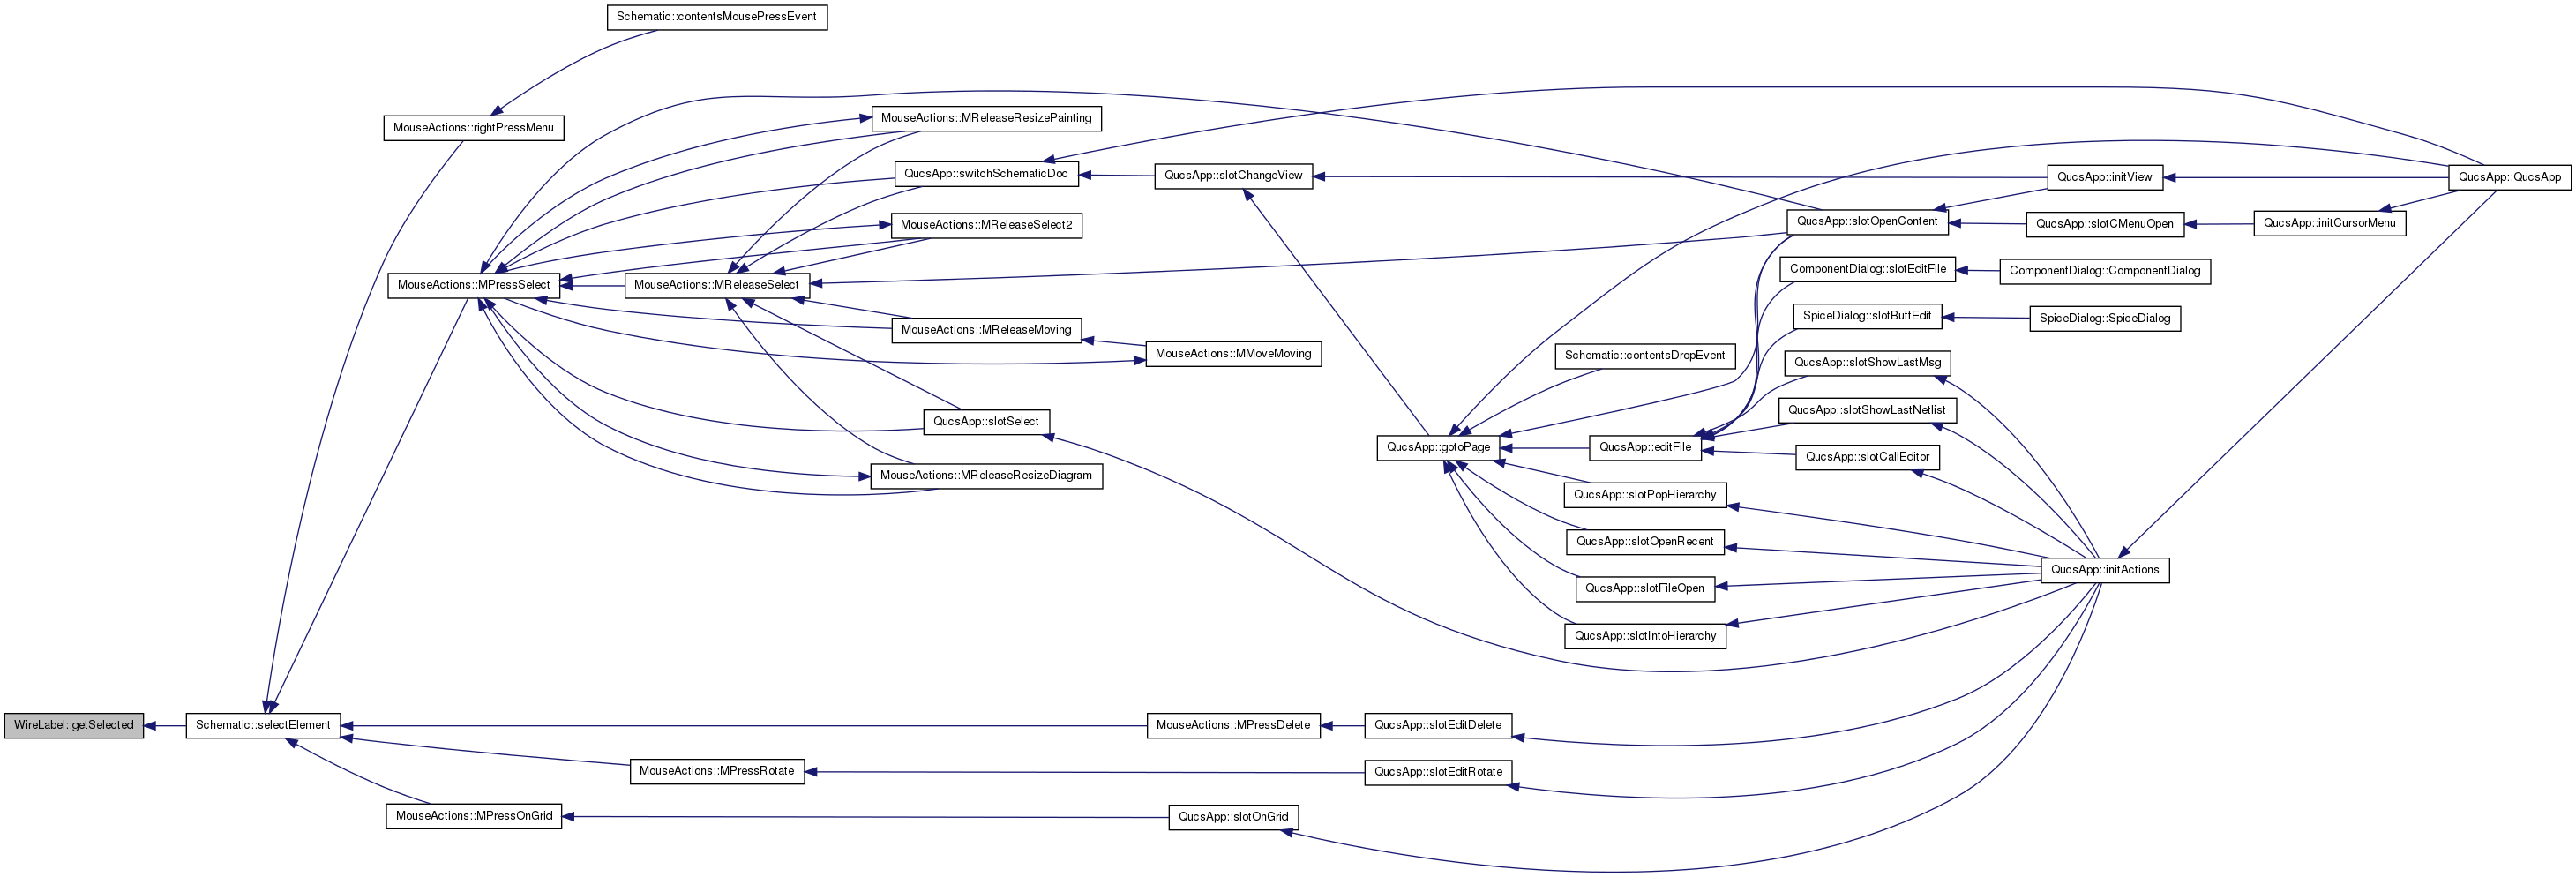 Schematic::contentsMousePressEvent
MouseActions::rightPressMenu
MouseActions::MReleaseResizePainting
QucsApp::switchSchematicDoc
QucsApp::slotChangeView
QucsApp::initView
QucsApp::QucsApp
MouseActions::MReleaseSelect2
QucsApp::slotOpenContent
QucsApp::slotCMenuOpen
QucsApp::initCursorMenu
MouseActions::MPressSelect
MouseActions::MReleaseSelect
ComponentDialog::slotEditFile
ComponentDialog::ComponentDialog
MouseActions::MReleaseMoving
SpiceDialog::slotButtEdit
SpiceDialog::SpiceDialog
MouseActions::MMoveMoving
Schematic::contentsDropEvent
QucsApp::slotShowLastMsg
QucsApp::slotSelect
QucsApp::slotShowLastNetlist
QucsApp::gotoPage
QucsApp::editFile
QucsApp::slotCallEditor
MouseActions::MReleaseResizeDiagram
QucsApp::slotPopHierarchy
QucsApp::slotOpenRecent
QucsApp::initActions
QucsApp::slotFileOpen
QucsApp::slotIntoHierarchy
WireLabel::getSelected
Schematic::selectElement
MouseActions::MPressDelete
QucsApp::slotEditDelete
MouseActions::MPressRotate
QucsApp::slotEditRotate
MouseActions::MPressOnGrid
QucsApp::slotOnGrid